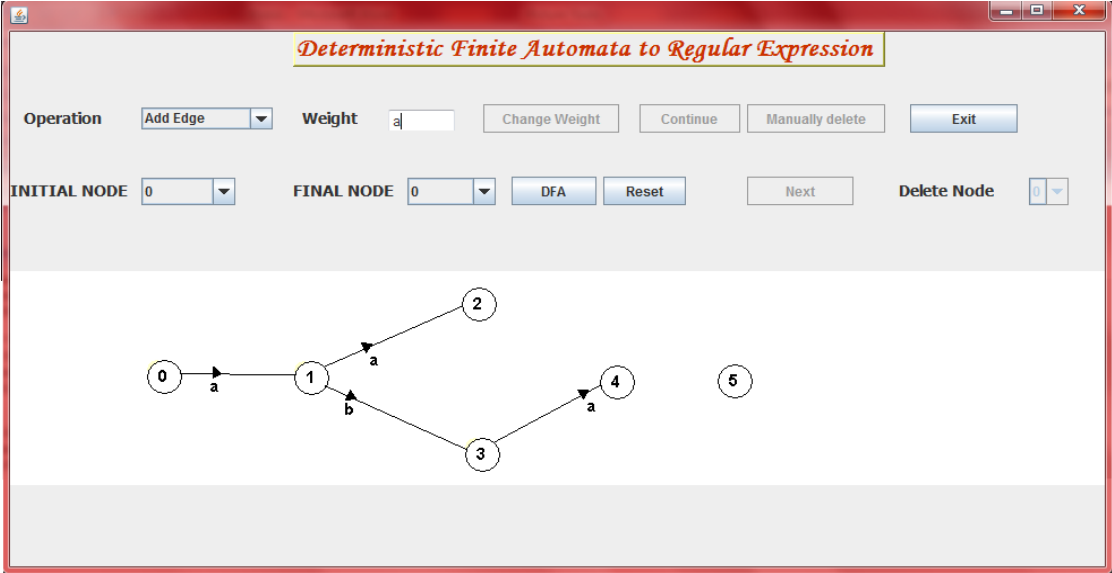 Deterministic Finite Automata to Regular Expression
Operation Add Edge Weight a Change Weight Continue Manually delete Exit
INITIAL NODE 0 FINAL NODE 0 DFA Reset Next Delete Node 0
2
a
0 a 1 4 5
b a
3